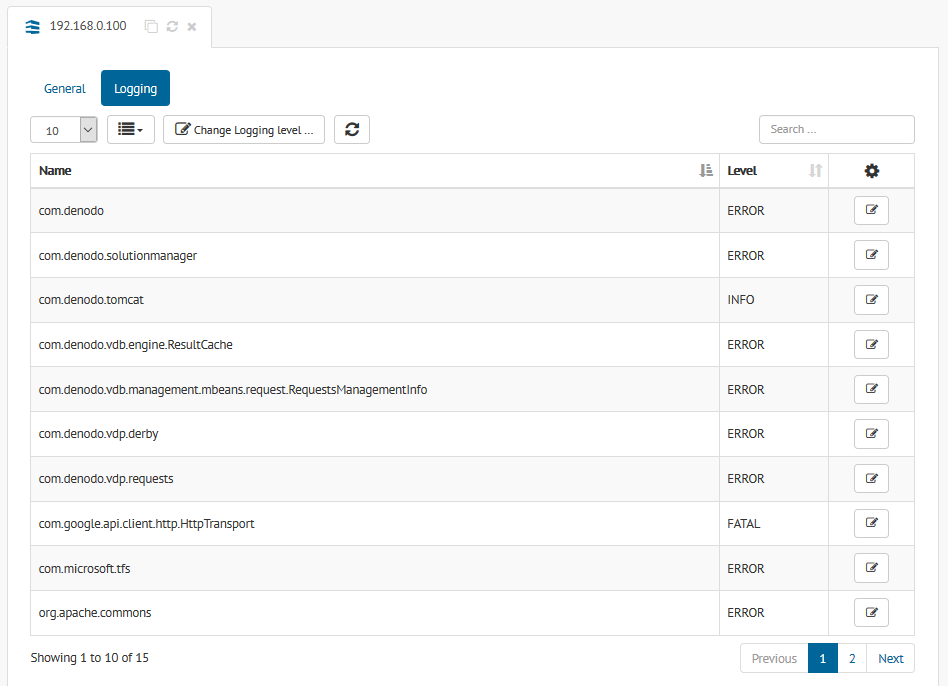 192.168.0.100
General Logging
10 Change Logging level ... Search ...
Name Level
com.denodo ERROR
com.denodo.solutionmanager ERROR
com.denodo.tomcat INFO
com.denodo.vdb.engine.ResultCache ERROR
com.denodo.vdb.management.mbeans.request.RequestsManagementInfo ERROR
com.denodo.vdp.derby ERROR
com.denodo.vdp.requests ERROR
com.google.api.client.http.HttpTransport FATAL
com.microsoft.tfs ERROR
org.apache.commons ERROR
Showing 1 to 10 of 15 Previous 1 2 Next